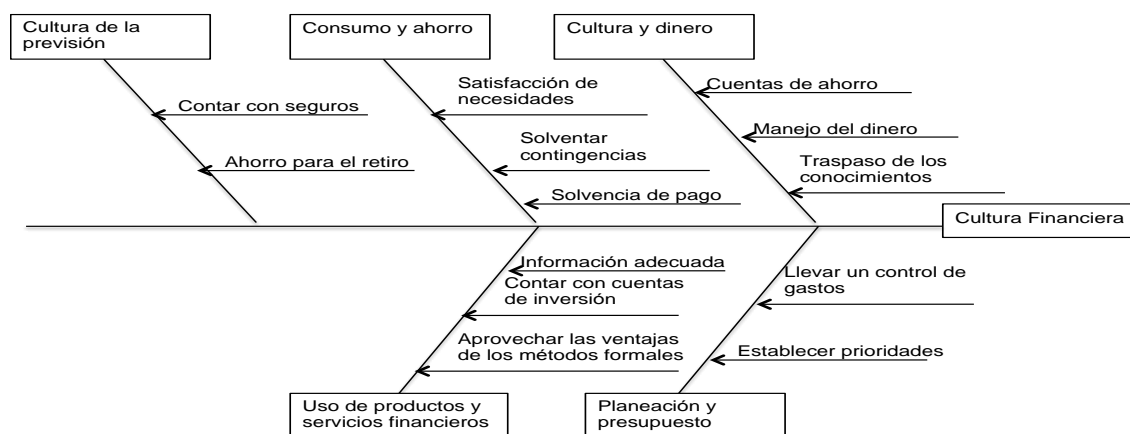 Cultura de la
previsión
Consumo y ahorro
Cultura y dinero
Contar con seguros
Ahorro para el retiro
Satisfacción de
necesidades
Solventar
contingencias
Solvencia de pago
Cuentas de ahorro
Manejo del dinero
Traspaso de los
conocimientos
Cultura Financiera
Información adecuada
Contar con cuentas
de inversión
Aprovechar las ventajas
de los métodos formales
Llevar un control de
gastos
Establecer prioridades
Uso de productos y
servicios financieros
Planeación y
presupuesto